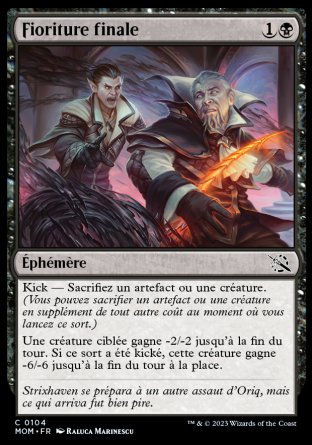 Fioriture finale 1
Éphémère
Kick — Sacrifiez un artefact ou une créature.
(Vous pouvez sacrifier un artefact ou une créature
en supplément de tout autre coût au moment où vous
lancez ce sort.)
Une créature ciblée gagne -2/-2 jusqu'à la fin du
tour. Si ce sort a été kické, cette créature gagne
-6/-6 jusqu'à la fin du tour à la place.
Strixhaven se prépara à un autre assaut d'Oriq, mais
ce qui arriva fut bien pire.
C 0104
MOM • FR Raluca Marinescu
™ & © 2023 Wizards of the Coast